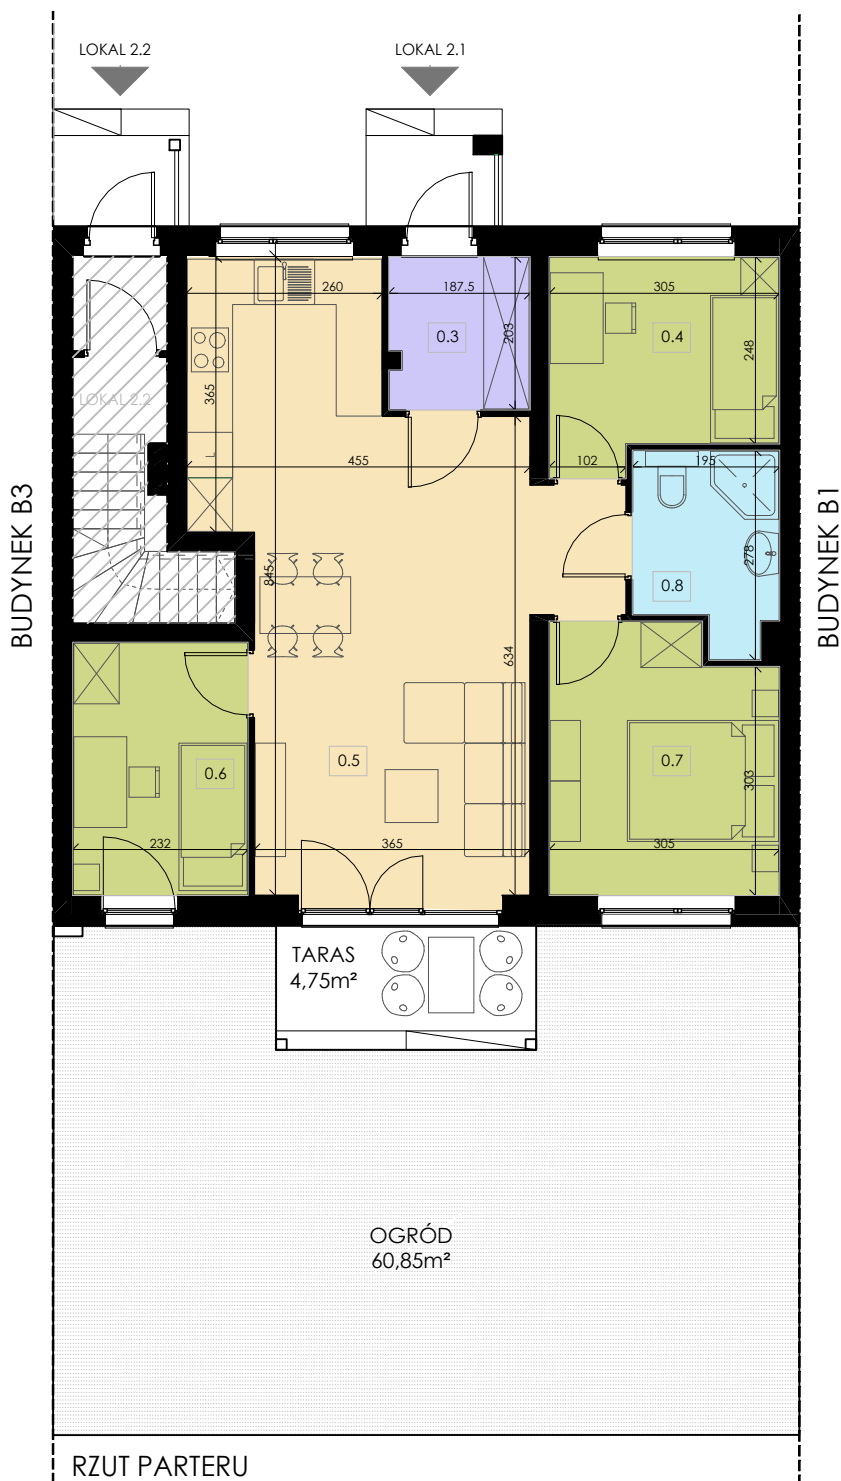 LOKAL 2.2
LOKAL 2.1
260
187.5
305
0.3
203
0.4
248
365
LOKAL 2.2
455
102
195
BUDYNEK B3
BUDYNEK B1
845
278
0.8
634
0.5
0.6
0.7
303
232
365
305
TARAS
4,75m²
OGRÓD
60,85m²
RZUT PARTERU